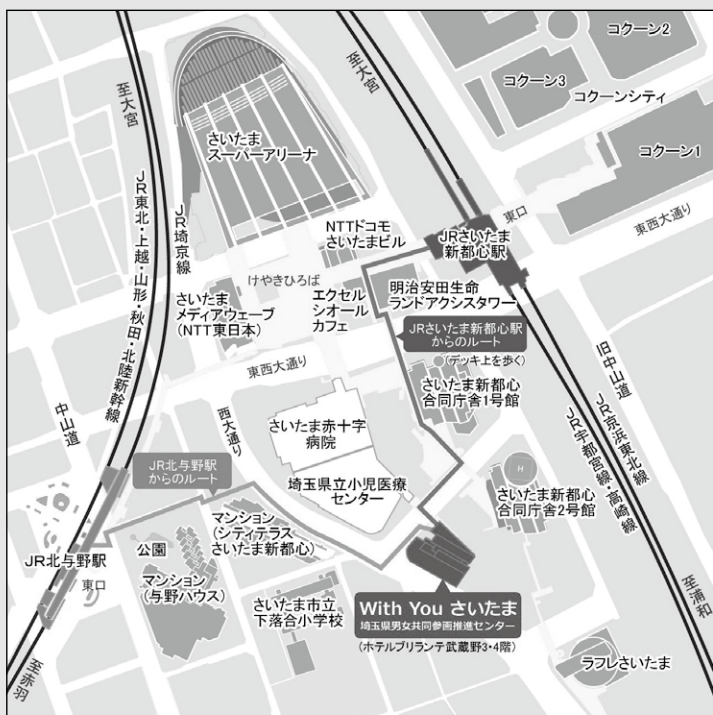 コクーン2
コクーン3
コクーンシティ
コクーン1
至大宮
至大宮
さいたま
スーパーアリーナ
JR東北・上越・山形・秋田・北陸新幹線
JR埼京線
東口
JRさいたま
新都心駅
東西大通り
NTTドコモ
さいたまビル
けやきひろば
さいたま
メディアウェーブ
(NTT東日本)
エクセル
シオール
カフェ
明治安田生命
ランドアクシスタワー
JRさいたま新都心駅
からのルート
(デッキ上を歩く)
東西大通り
さいたま新都心
合同庁舎1号館
旧中山道
JR京浜東北線
JR宇都宮線・高崎線
中山道
西大通り
さいたま赤十字
病院
JR北与野駅
からのルート
埼玉県立小児医療
センター
H
さいたま新都心
合同庁舎2号館
マンション
(シティテラス
さいたま新都心)
公園
JR北与野駅
東口
マンション
(与野ハウス)
さいたま市立
下落合小学校
With You さいたま
埼玉県男女共同参画推進センター
(ホテルブリランテ武蔵野3・4階)
至浦和
ラフレさいたま
至赤羽